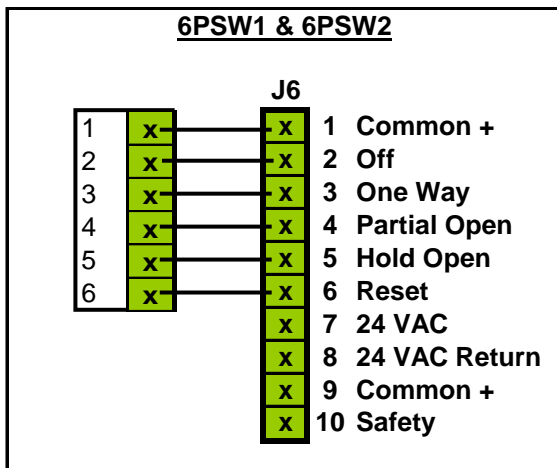 6PSW1 & 6PSW2
J6
1 x x 1 Common +
2 x x 2 Off
3 x x 3 One Way
4 x x 4 Partial Open
5 x x 5 Hold Open
6 x x 6 Reset
x 7 24 VAC
x 8 24 VAC Return
x 9 Common +
x 10 Safety